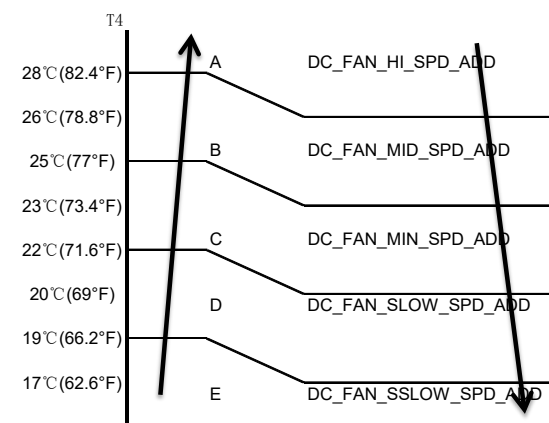 T4
A DC_FAN_HI_SPD_ADD
28℃(82.4°F)
26℃(78.8°F)
B DC_FAN_MID_SPD_ADD
25℃(77°F)
23℃(73.4°F)
C DC_FAN_MIN_SPD_ADD
22℃(71.6°F)
20℃(69°F)
D DC_FAN_SLOW_SPD_ADD
19℃(66.2°F)
17℃(62.6°F)
E DC_FAN_SSLOW_SPD_ADD